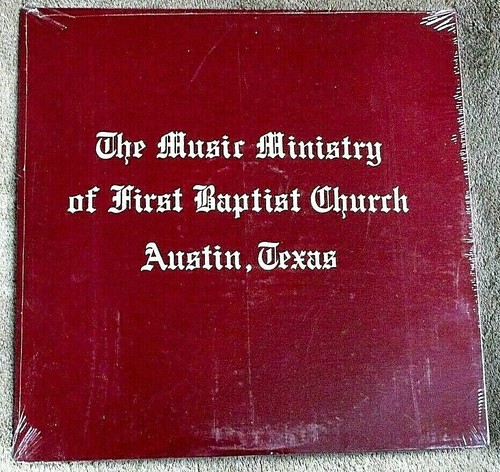 The Music Ministry
of First Baptist Church
Austin, Texas